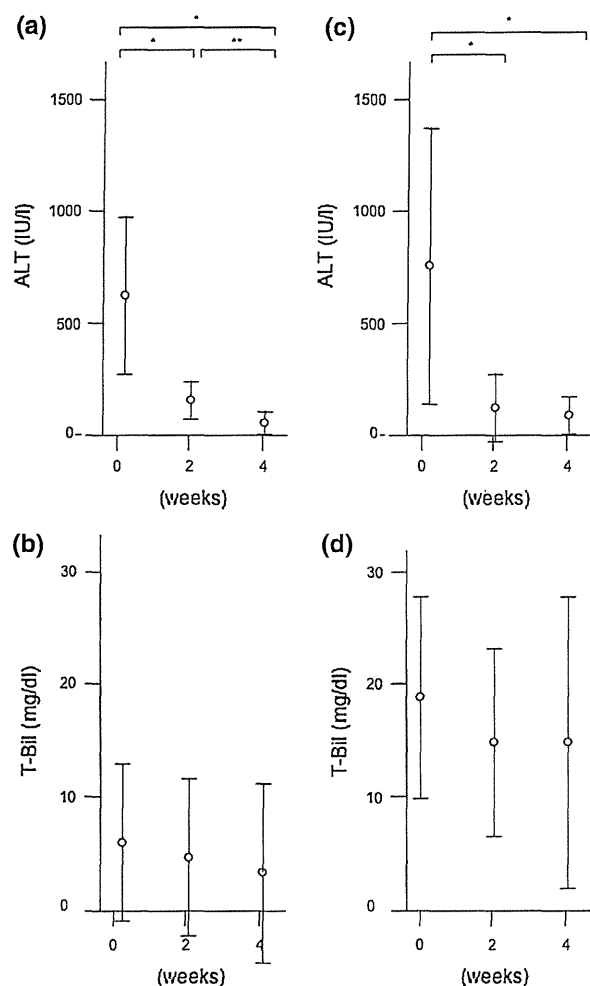 (a)
*
* **
1500
1000
500
0-
ALT (IU/l)
0 2 4
(weeks)
(c)
*
*
1500
1000
500
0-
ALT (IU/l)
0 2 4
(weeks)
(b)
30
20
10
0
T-Bil (mg/dl)
0 2 4
(weeks)
(d)
30
20
10
0
T-Bil (mg/dl)
0 2 4
(weeks)